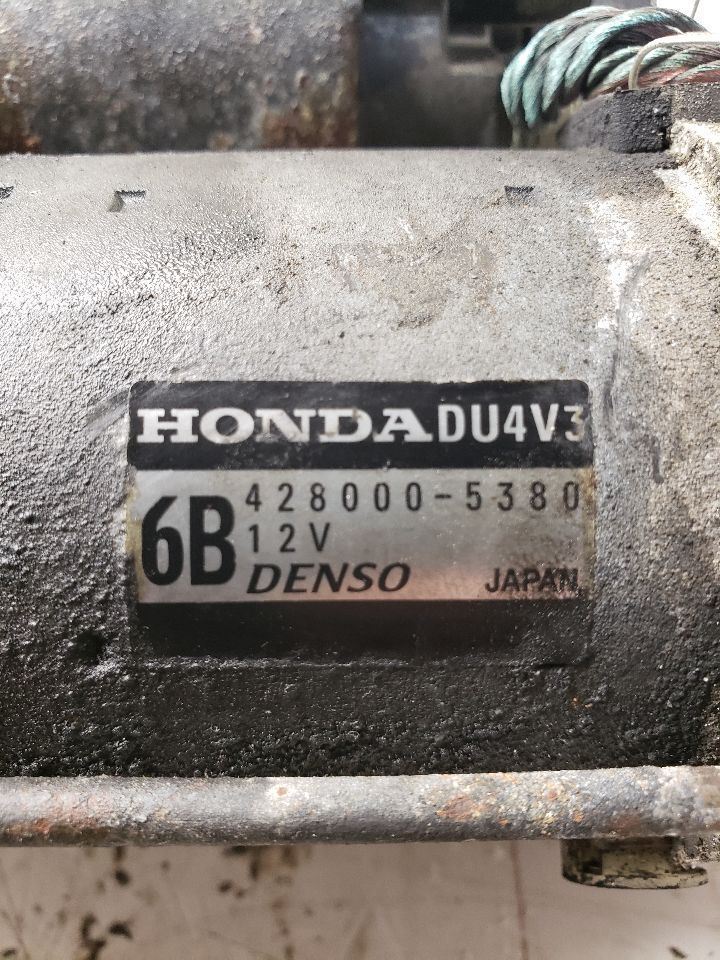 HONDA DU4V3
6B
428000-5380
12V
DENSO JAPAN